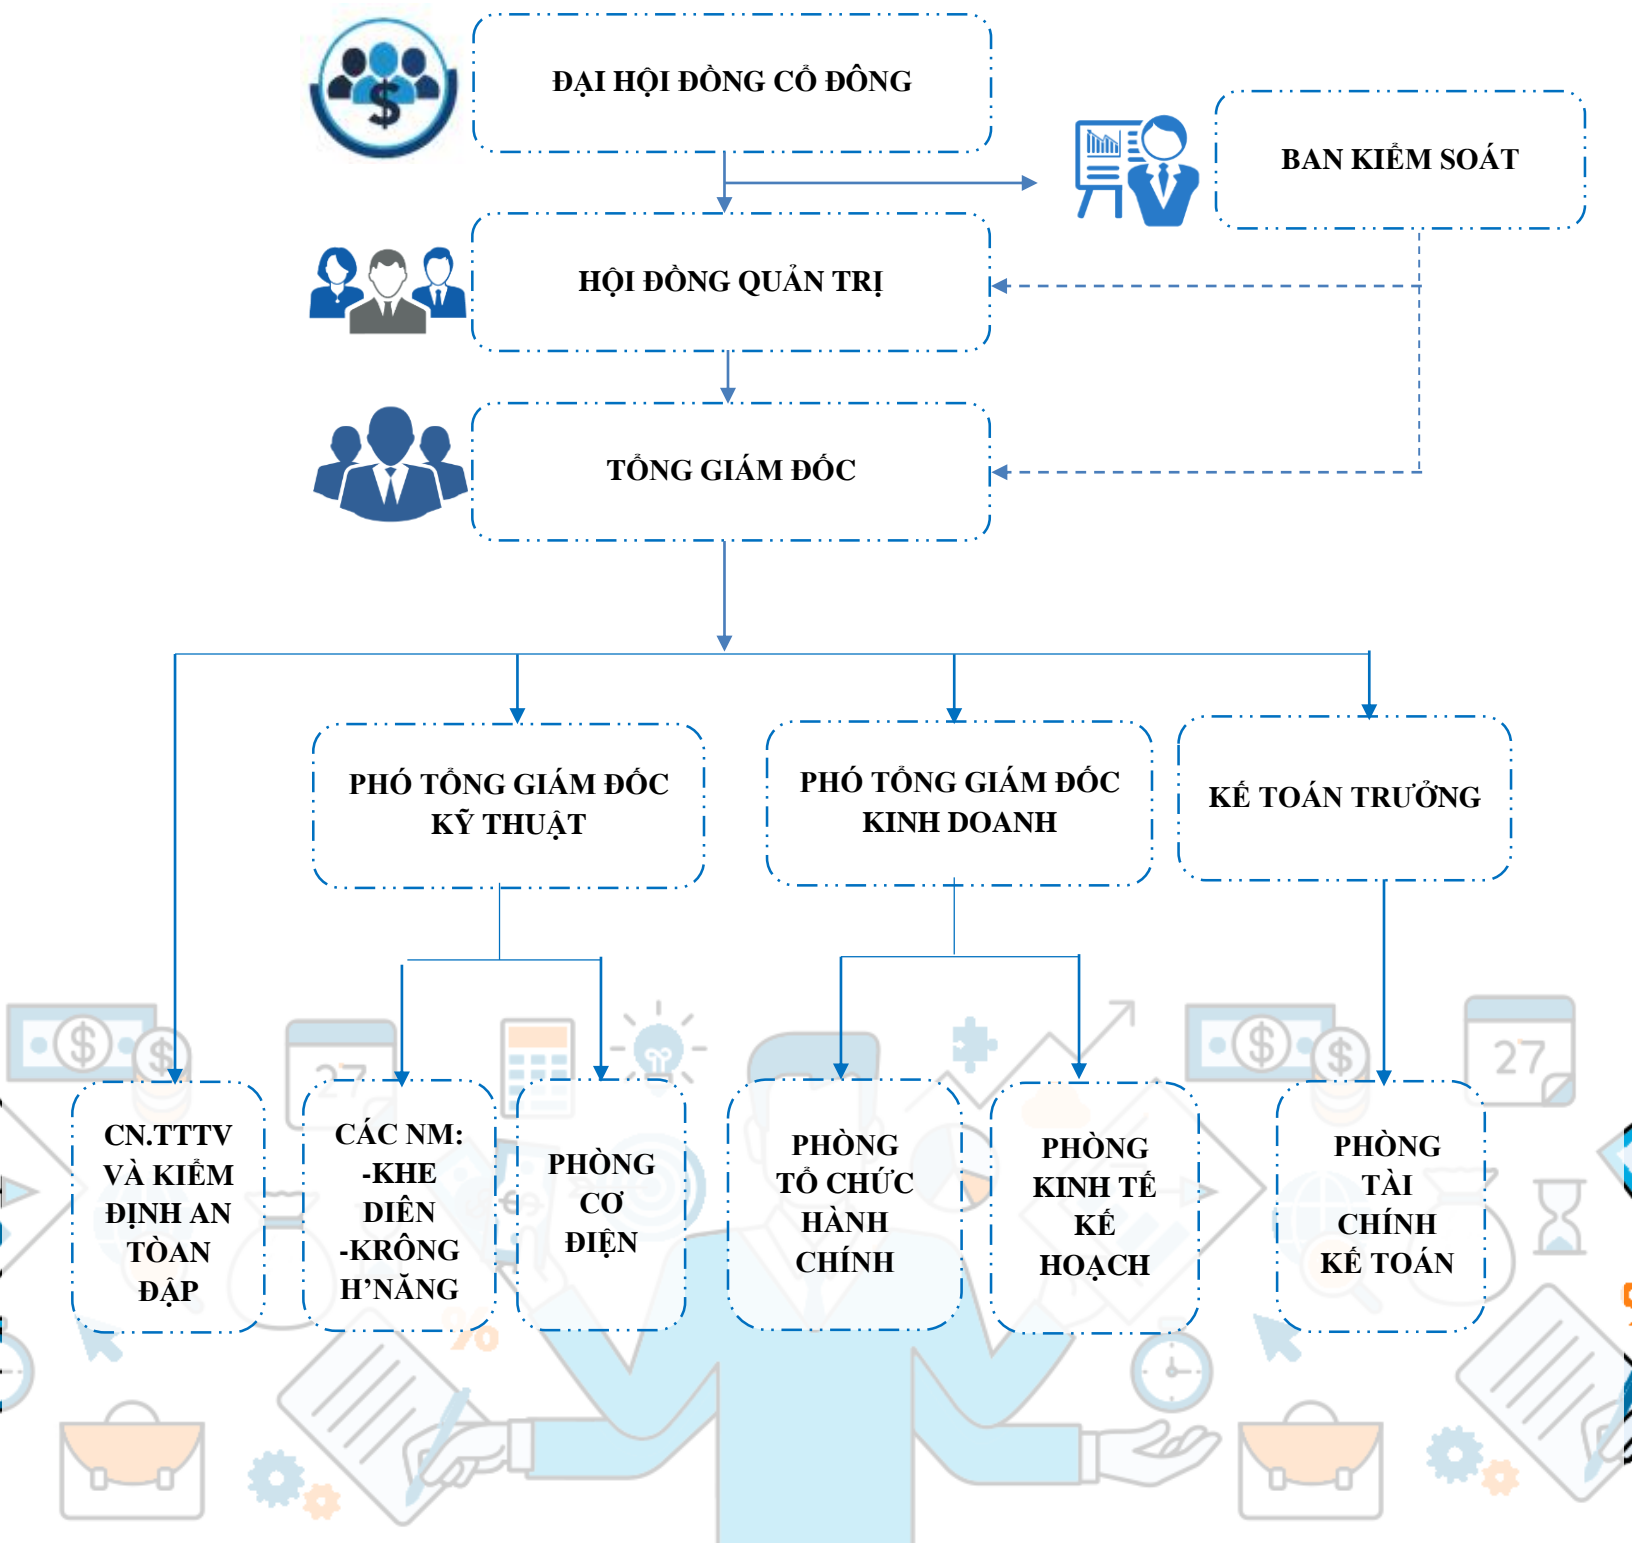 ĐẠI HỘI ĐỒNG CỔ ĐÔNG
BAN KIỂM SOÁT
HỘI ĐỒNG QUẢN TRỊ
TỔNG GIÁM ĐỐC
PHÓ TỔNG GIÁM ĐỐC
KỸ THUẬT
PHÓ TỔNG GIÁM ĐỐC
KINH DOANH
KẾ TOÁN TRƯỞNG
CN.TTTV
VÀ KIỂM
ĐỊNH AN
TÒAN
ĐẬP
CÁC NM:
-KHE
DIÊN
-KRÔNG
H’NĂNG
PHÒNG
CƠ
ĐIỆN
PHÒNG
TỔ CHỨC
HÀNH
CHÍNH
PHÒNG
KINH TẾ
KẾ
HOẠCH
PHÒNG
TÀI
CHÍNH
KẾ TOÁN
27
27